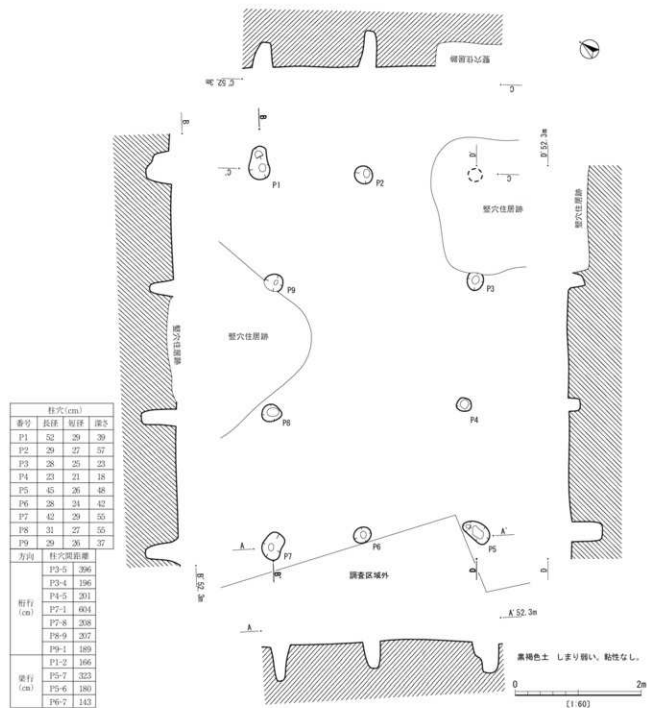 竪穴住居跡
C' 52.3m
C
B
B
D'
D' 52.3m
C'
C
P1
P2
竪穴住居跡
竪穴住居跡
P9
P3
竪穴住居跡
竪穴住居跡
P8
P4
柱穴(cm)
番号 長径 短径 深さ
P1 52 29 39
P2 29 27 57
P3 28 25 23
P4 23 21 18
P5 45 26 48
P6 28 24 42
P7 42 29 55
P8 31 27 55
P9 29 26 37
方向 柱穴間距離
桁行(cm)
P3-5 396
P3-4 196
P4-5 201
P7-1 604
P7-8 208
P8-9 207
P9-1 189
梁行(cm)
P1-2 166
P5-7 323
P5-6 180
P6-7 143
A
P7
P6
P5
A'
B'
B' 52.3m
調査区域外
D
D
A
A' 52.3m
黒褐色土 しまり弱い、粘性なし。
0
2m
[1:60]